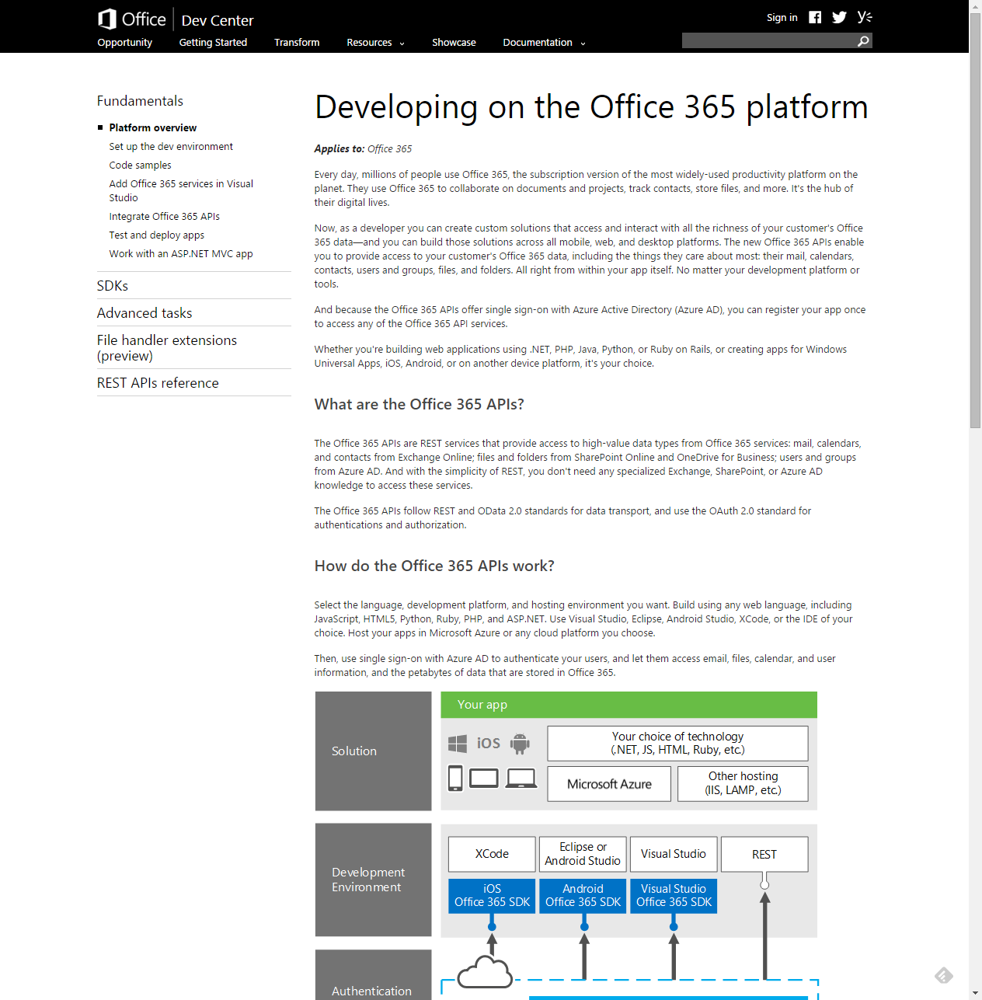 Office | Dev Center
Sign in
Opportunity Getting Started Transform Resources Showcase Documentation
Fundamentals
Platform overview
Set up the dev environment
Code samples
Add Office 365 services in Visual
Studio
Integrate Office 365 APIs
Test and deploy apps
Work with an ASP.NET MVC app
SDKs
Advanced tasks
File handler extensions
(preview)
REST APIs reference
Developing on the Office 365 platform
Applies to: Office 365
Every day, millions of people use Office 365, the subscription version of the most widely-used productivity platform on the
planet. They use Office 365 to collaborate on documents and projects, track contacts, store files, and more. It's the hub of
their digital lives.
Now, as a developer you can create custom solutions that access and interact with all the richness of your customer's Office
365 data—and you can build those solutions across all mobile, web, and desktop platforms. The new Office 365 APIs enable
you to provide access to your customer's Office 365 data, including the things they care about most: their mail, calendars,
contacts, users and groups, files, and folders. All right from within your app itself. No matter your development platform or
tools.
And because the Office 365 APIs offer single sign-on with Azure Active Directory (Azure AD), you can register your app once
to access any of the Office 365 API services.
Whether you're building web applications using .NET, PHP, Java, Python, or Ruby on Rails, or creating apps for Windows
Universal Apps, iOS, Android, or on another device platform, it's your choice.
What are the Office 365 APIs?
The Office 365 APIs are REST services that provide access to high-value data types from Office 365 services: mail, calendars,
and contacts from Exchange Online; files and folders from SharePoint Online and OneDrive for Business; users and groups
from Azure AD. And with the simplicity of REST, you don't need any specialized Exchange, SharePoint, or Azure AD
knowledge to access these services.
The Office 365 APIs follow REST and OData 2.0 standards for data transport, and use the OAuth 2.0 standard for
authentications and authorization.
How do the Office 365 APIs work?
Select the language, development platform, and hosting environment you want. Build using any web language, including
JavaScript, HTML5, Python, Ruby, PHP, and ASP.NET. Use Visual Studio, Eclipse, Android Studio, XCode, or the IDE of your
choice. Host your apps in Microsoft Azure or any cloud platform you choose.
Then, use single sign-on with Azure AD to authenticate your users, and let them access email, files, calendar, and user
information, and the petabytes of data that are stored in Office 365.
Solution
Your app
iOS
Your choice of technology
(.NET, JS, HTML, Ruby, etc.)
Microsoft Azure
Other hosting
(IIS, LAMP, etc.)
Development
Environment
XCode
Eclipse or
Android Studio
Visual Studio
REST
iOS
Office 365 SDK
Android
Office 365 SDK
Visual Studio
Office 365 SDK
Authentication